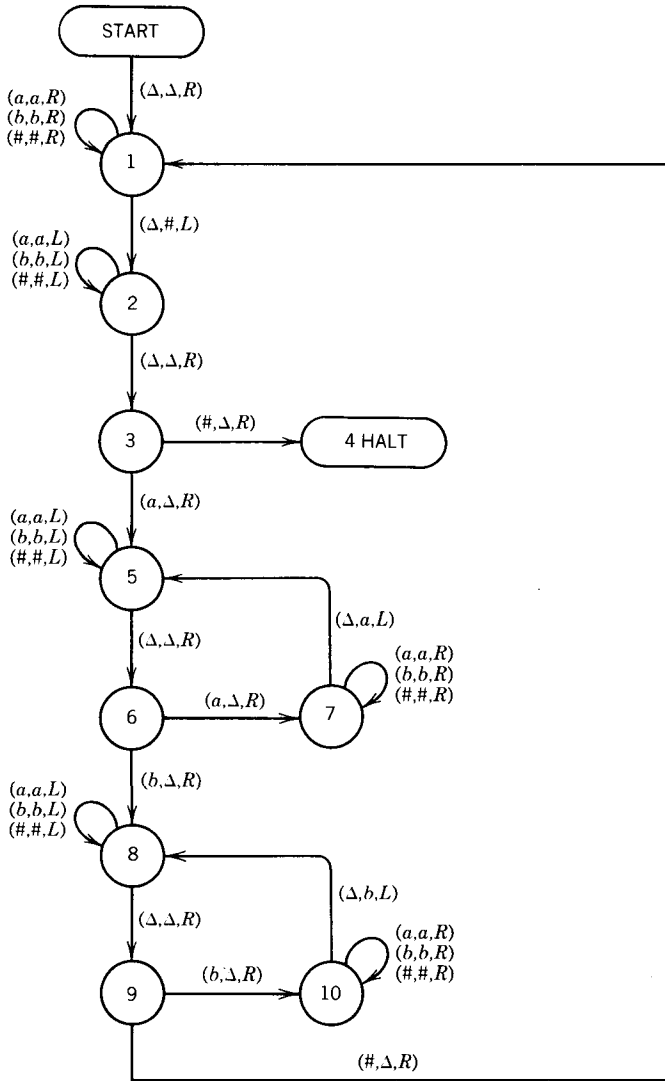 START
(Δ,Δ,R)
(a,a,R)
(b,b,R)
(#,#,R)
1
(Δ,#,L)
(a,a,L)
(b,b,L)
(#,#,L)
2
(Δ,Δ,R)
3
(#,Δ,R)
4 HALT
(a,Δ,R)
(a,a,L)
(b,b,L)
(#,#,L)
5
(Δ,a,L)
(Δ,Δ,R)
(a,a,R)
(b,b,R)
(#,#,R)
6
(a,Δ,R)
7
(b,Δ,R)
(a,a,L)
(b,b,L)
(#,#,L)
8
(Δ,b,L)
(Δ,Δ,R)
(a,a,R)
(b,b,R)
(#,#,R)
9
(b,Δ,R)
10
(#,Δ,R)